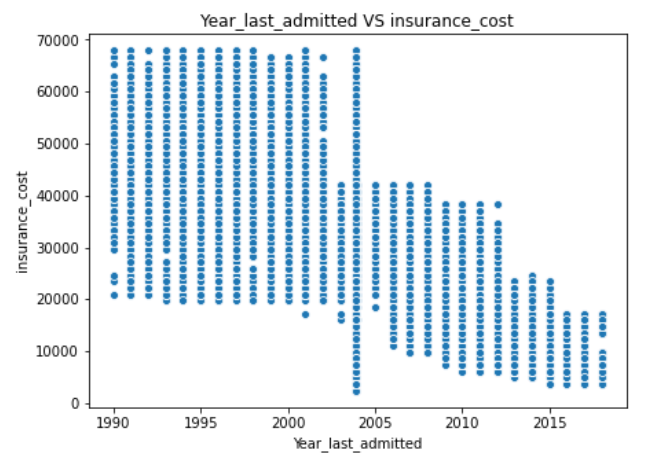 Year_last_admitted VS insurance_cost
70000
60000
50000
40000
30000
20000
10000
0
insurance_cost
1990 1995 2000 2005 2010 2015
Year_last_admitted